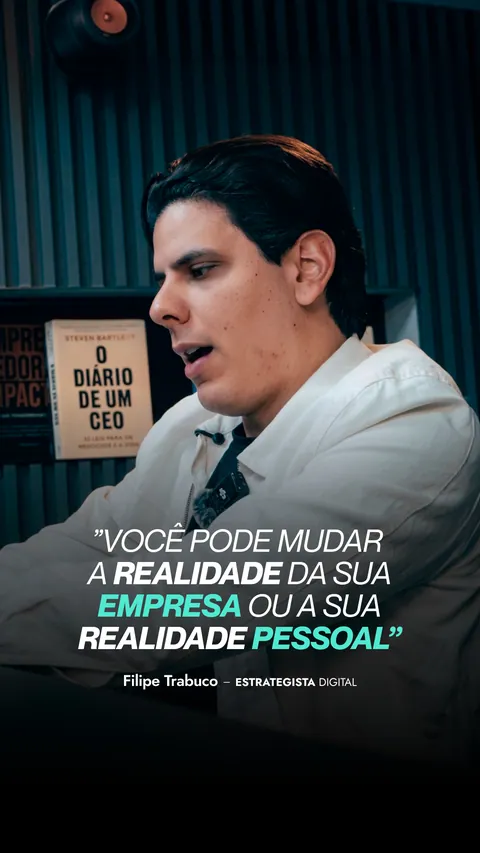 STEVEN BARTLETT
O
DIÁRIO
DE UM
CEO
”VOCÊ PODE MUDAR
A REALIDADE DA SUA
EMPRESA OU A SUA
REALIDADE PESSOAL”
Filipe Trabuco – ESTRATEGISTA DIGITAL